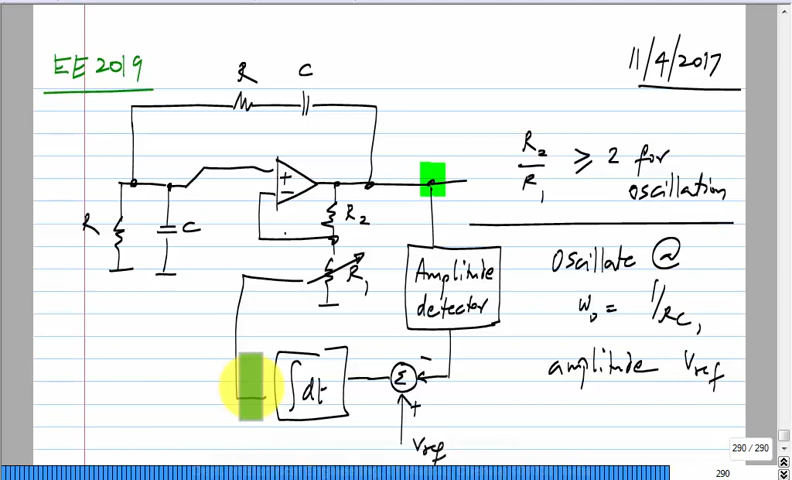 EE 2019
11/4/2017
R C
R2/R1 ≥ 2 for
oscillation
+
−
R C
R2
R1
Amplitude
detector
Oscillate @
ω0 = 1/RC,
amplitude Vref
∫dt
Σ
−
+
Vref
290 / 290
290